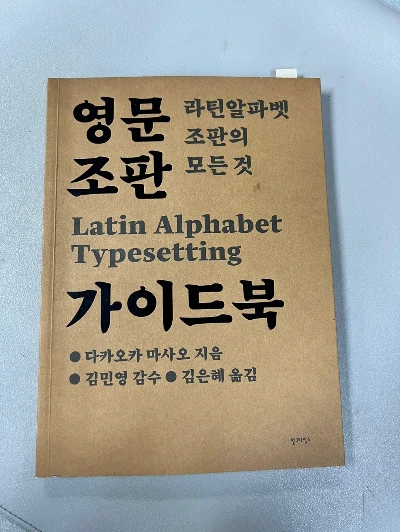 영문
조판
라틴알파벳
조판의
모든 것
Latin Alphabet
Typesetting
가이드북
● 다카오카 마사오 지음
● 김민영 감수 ● 김은혜 옮김